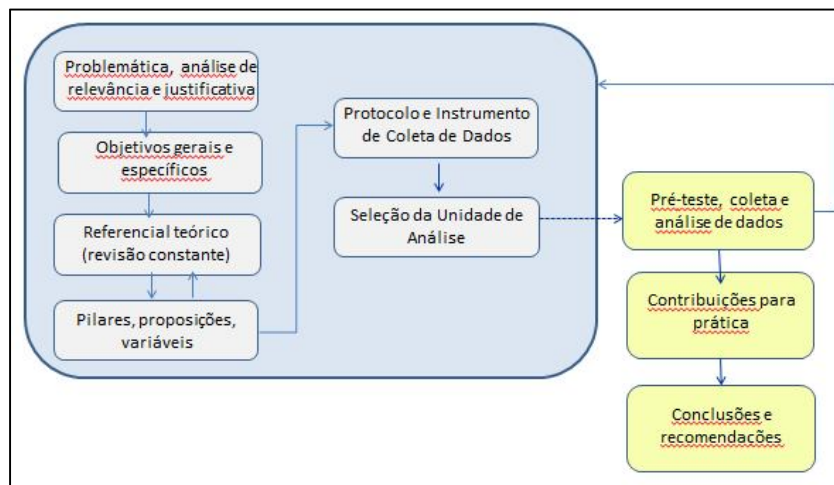 Problemática, análise de
relevância e justificativa
Objetivos gerais e
específicos
Referencial teórico
(revisão constante)
Pilares, proposições,
variáveis
Protocolo e Instrumento
de Coleta de Dados
Seleção da Unidade de
Análise
Pré-teste, coleta e
análise de dados
Contribuições para
prática
Conclusões e
recomendacões